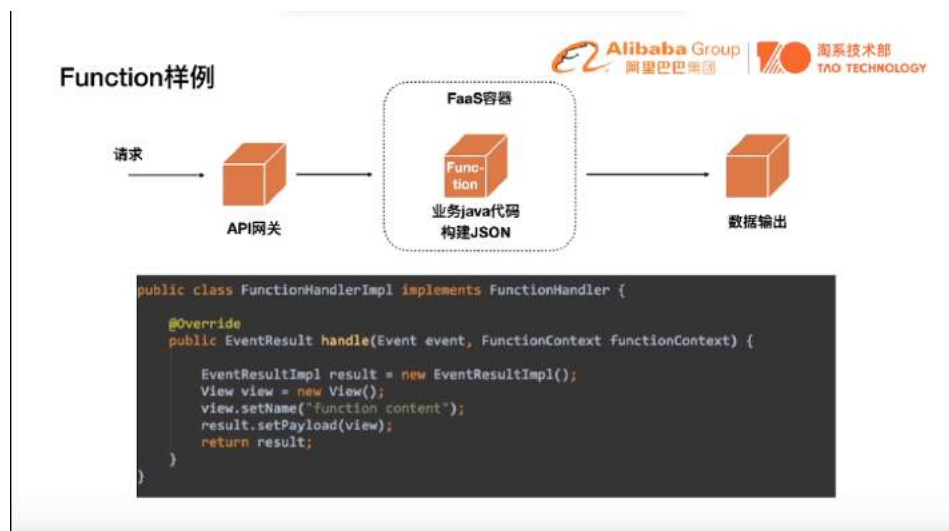 Alibaba Group
阿里巴巴集团
淘系技术部
TAO TECHNOLOGY
Function样例
FaaS容器
请求
Func-
tion
API网关
业务java代码
构建JSON
数据输出
public class FunctionHandlerImpl implements FunctionHandler {
@Override
public EventResult handle(Event event, FunctionContext functionContext) {
EventResultImpl result = new EventResultImpl();
View view = new View();
view.setName("function content");
result.setPayload(view);
return result;
}
}